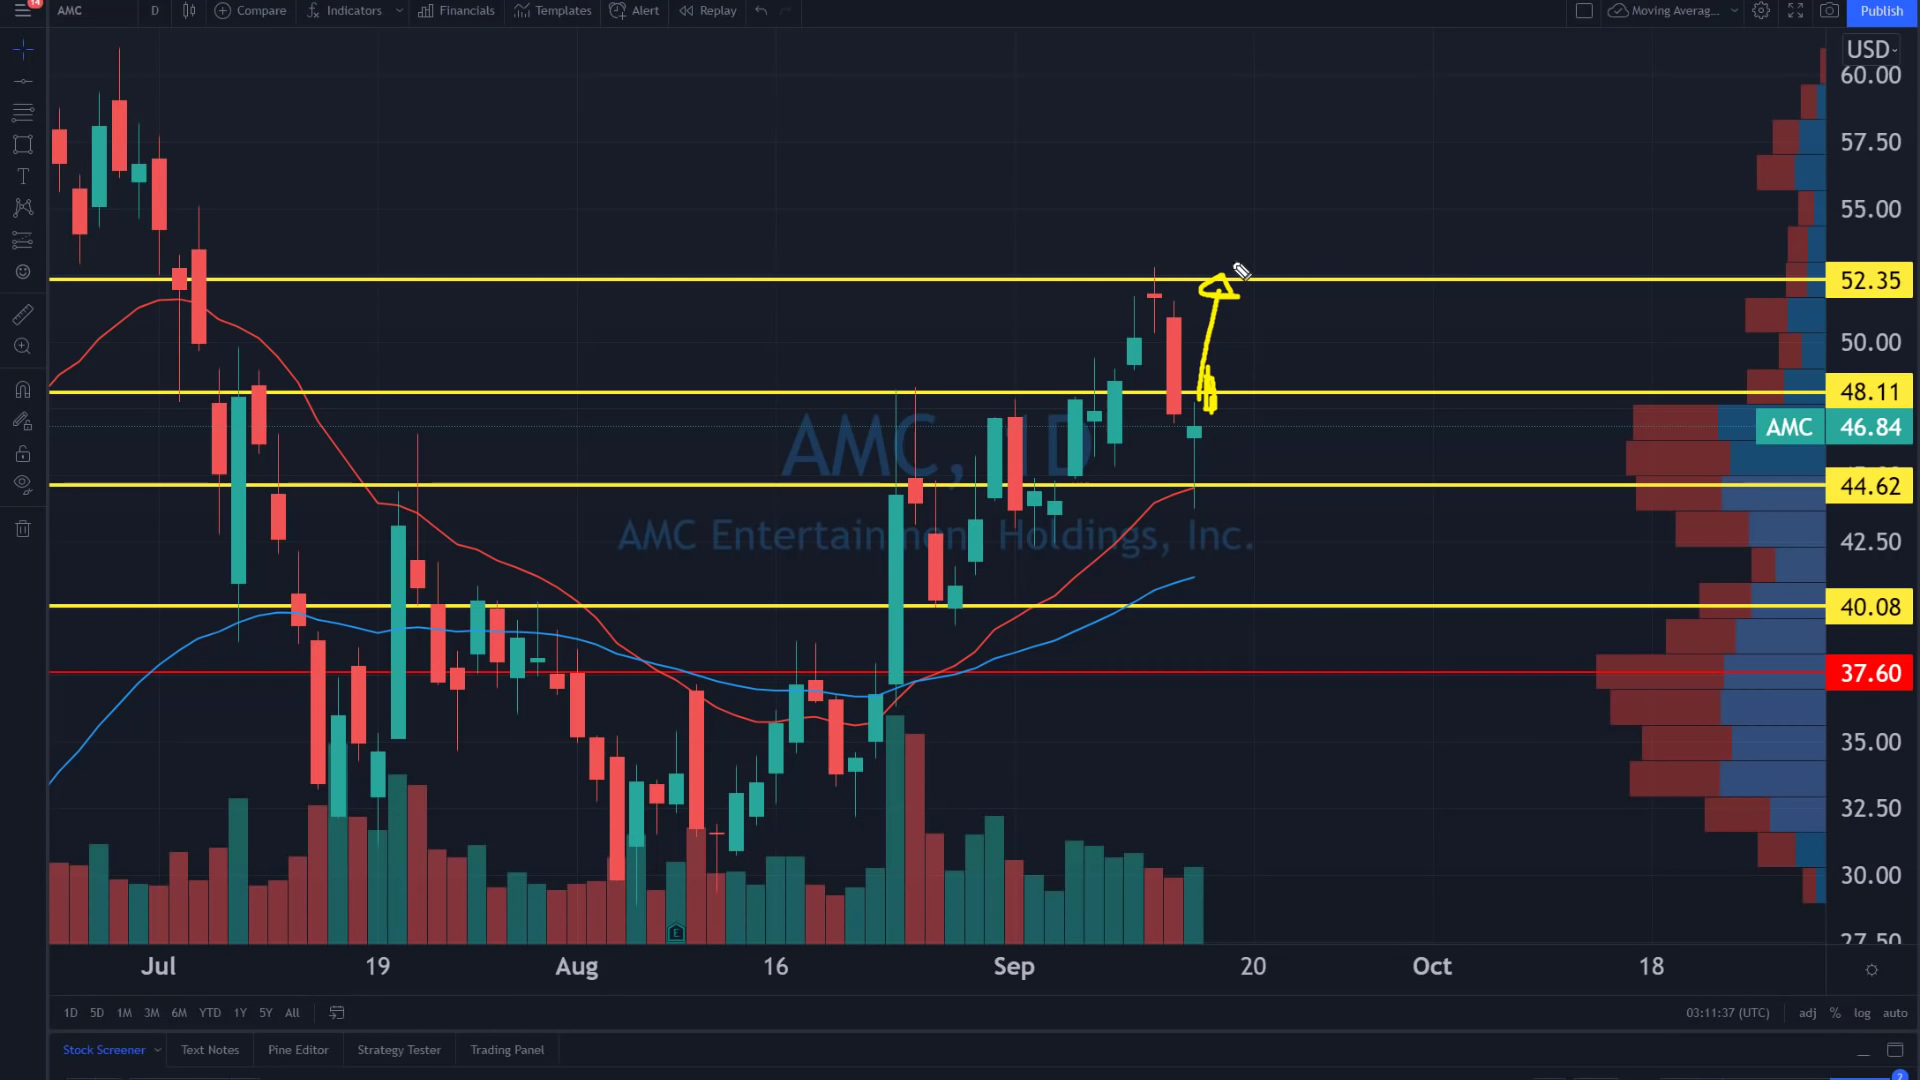 14
AMC D Compare Indicators Financials Templates Alert Replay Moving Averag... Publish
USD
60.00
57.50
55.00
52.35
50.00
48.11
AMC 46.84
44.62
42.50
40.08
37.60
35.00
32.50
30.00
27.50
AMC, 1D
AMC Entertainment Holdings, Inc.
E
Jul 19 Aug 16 Sep 20 Oct 18
1D 5D 1M 3M 6M YTD 1Y 5Y All 03:11:37 (UTC) adj % log auto
Stock Screener Text Notes Pine Editor Strategy Tester Trading Panel
2